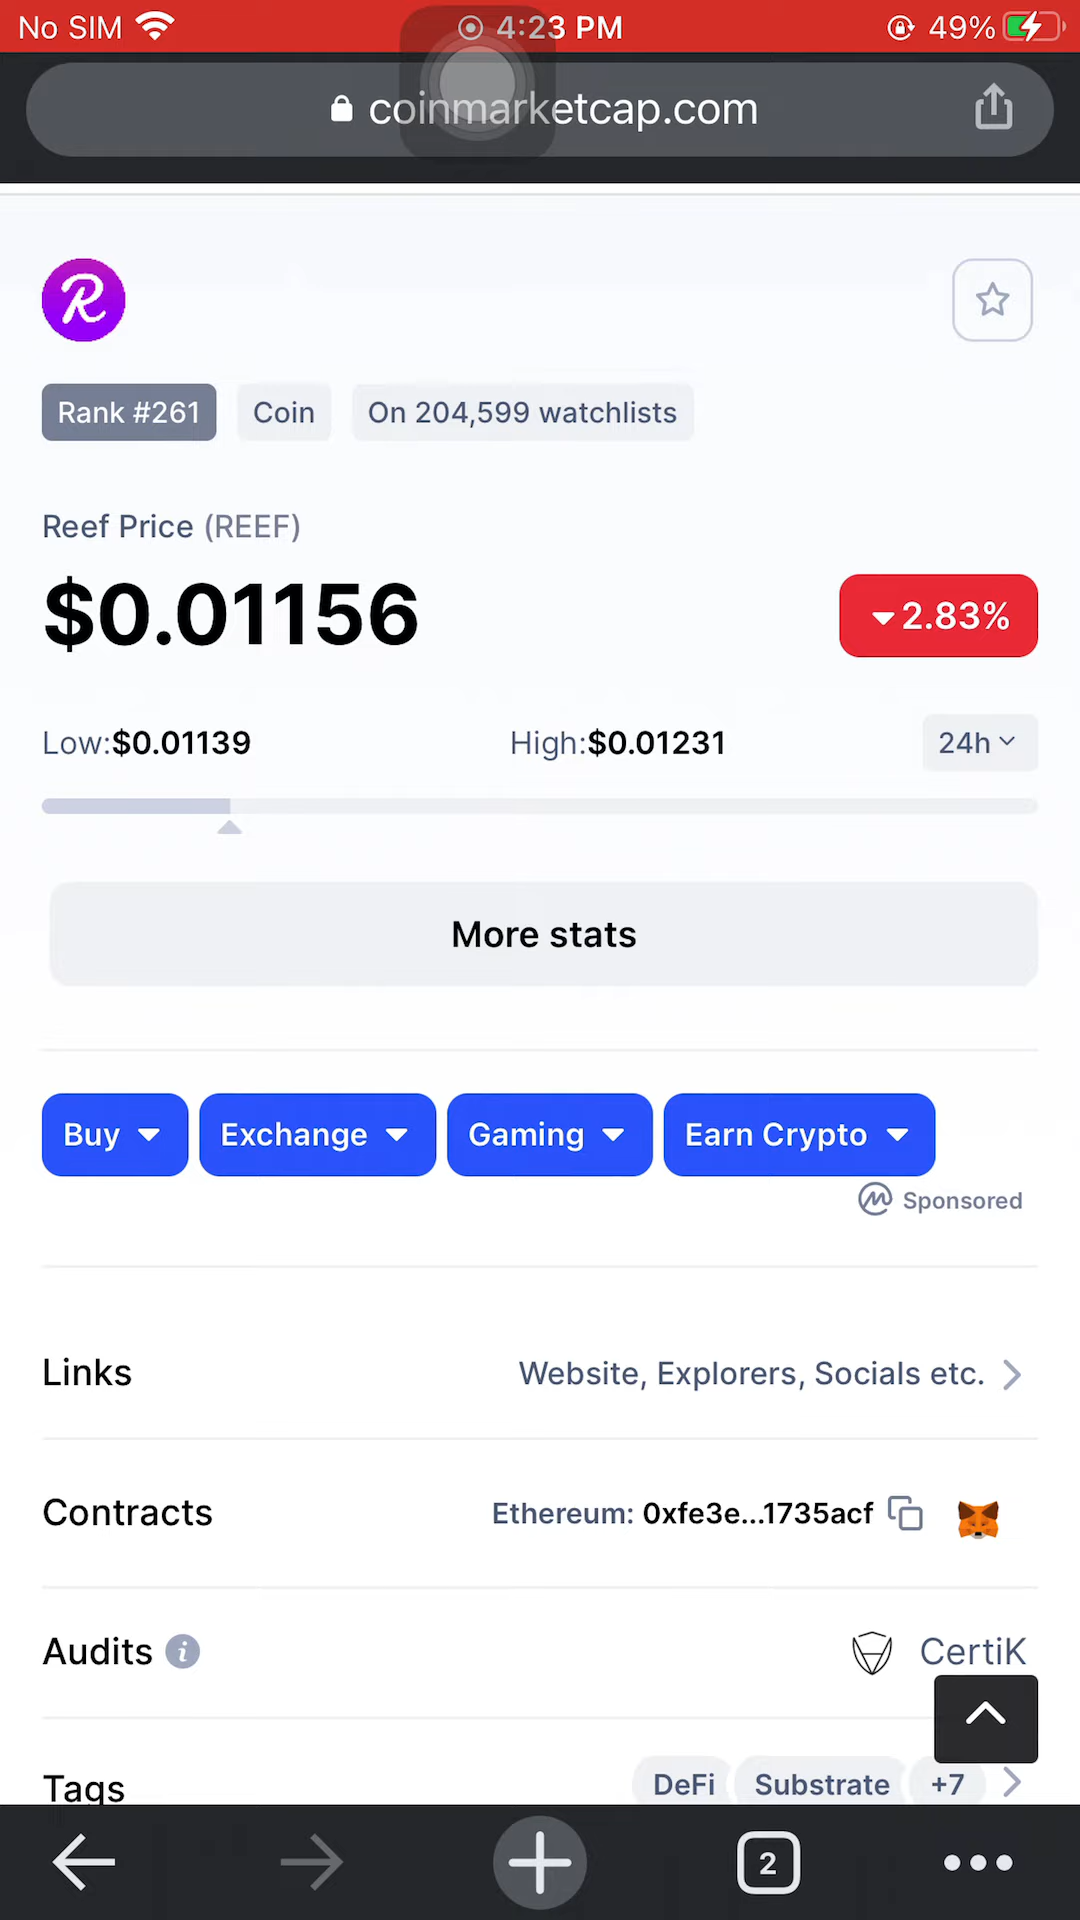 No SIM 4:23 PM 49%
coinmarketcap.com
Rank #261 Coin On 204,599 watchlists
Reef Price (REEF)
$0.01156 2.83%
Low:$0.01139 High:$0.01231 24h
More stats
Buy Exchange Gaming Earn Crypto
Sponsored
Links Website, Explorers, Socials etc.
Contracts Ethereum: 0xfe3e...1735acf
Audits CertiK
Tags DeFi Substrate +7
2